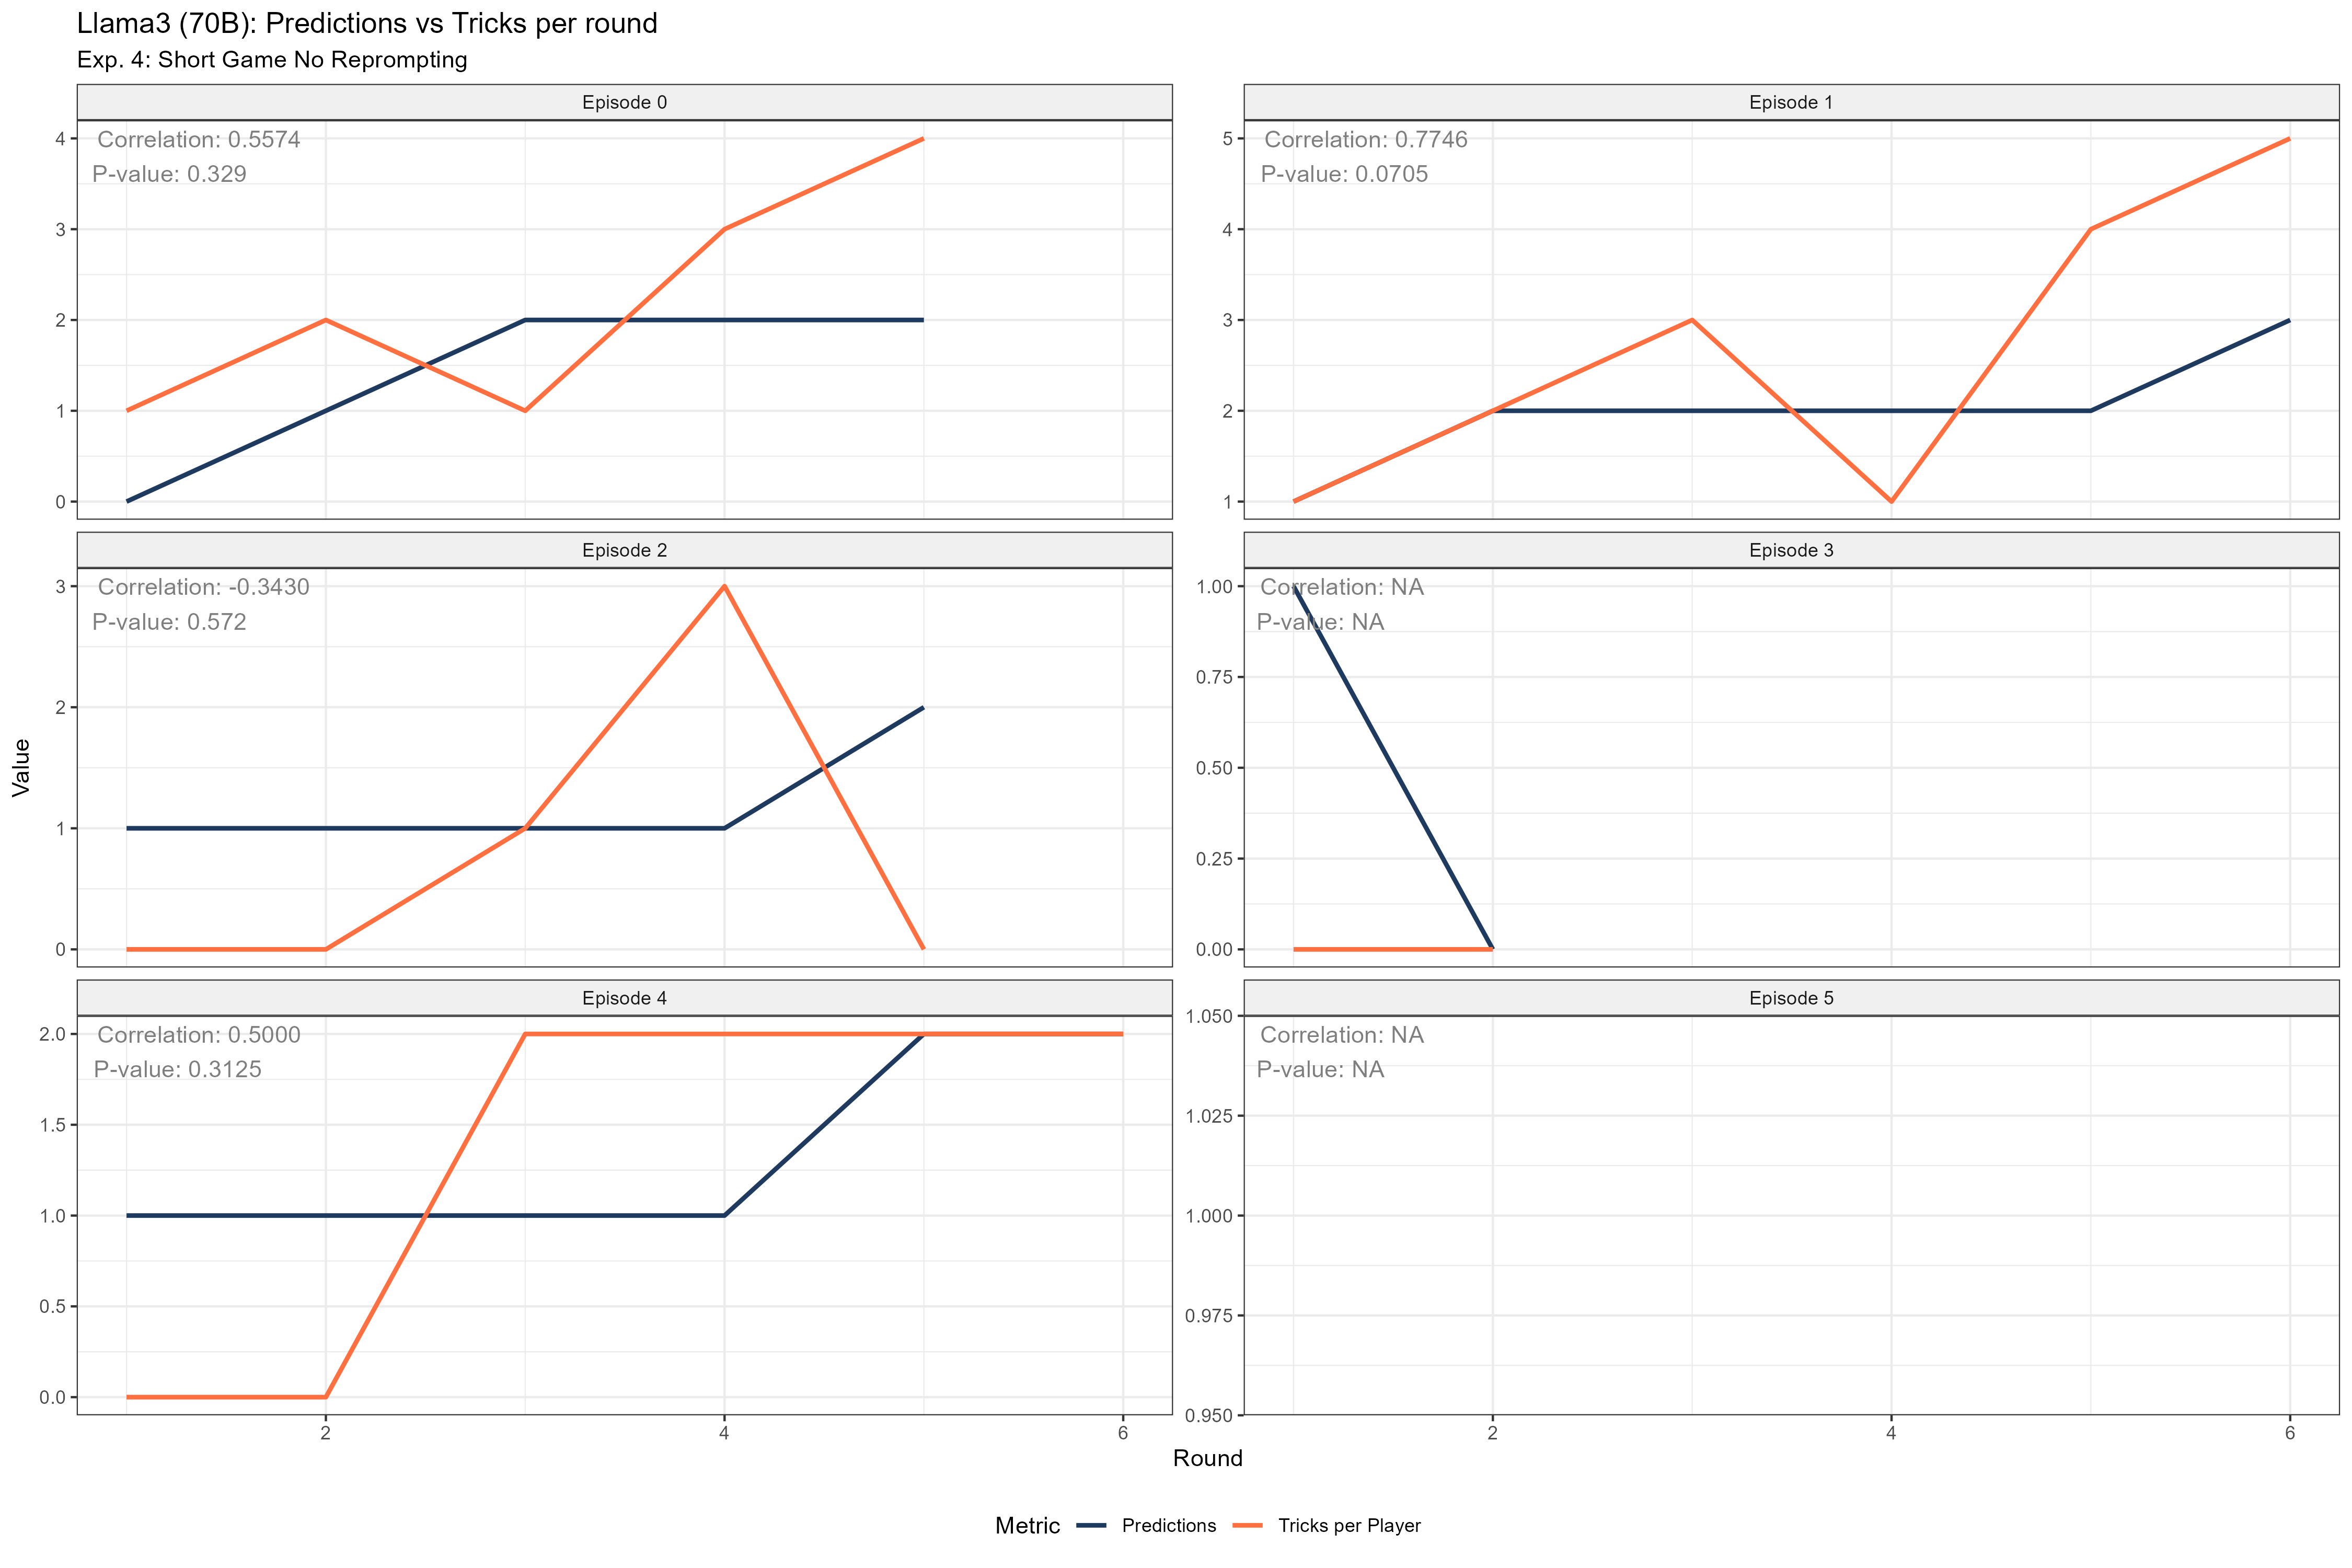 Llama3 (70B): Predictions vs Tricks per round
Exp. 4: Short Game No Reprompting
Episode 0
Correlation: 0.5574
P-value: 0.329
4
3
2
1
0
Episode 1
Correlation: 0.7746
P-value: 0.0705
5
4
3
2
1
Episode 2
Correlation: -0.3430
P-value: 0.572
3
2
1
0
Episode 3
Correlation: NA
P-value: NA
1.00
0.75
0.50
0.25
0.00
Episode 4
Correlation: 0.5000
P-value: 0.3125
2.0
1.5
1.0
0.5
0.0
2 4 6
Episode 5
Correlation: NA
P-value: NA
1.050
1.025
1.000
0.975
0.950
2 4 6
Value
Round
Metric Predictions Tricks per Player